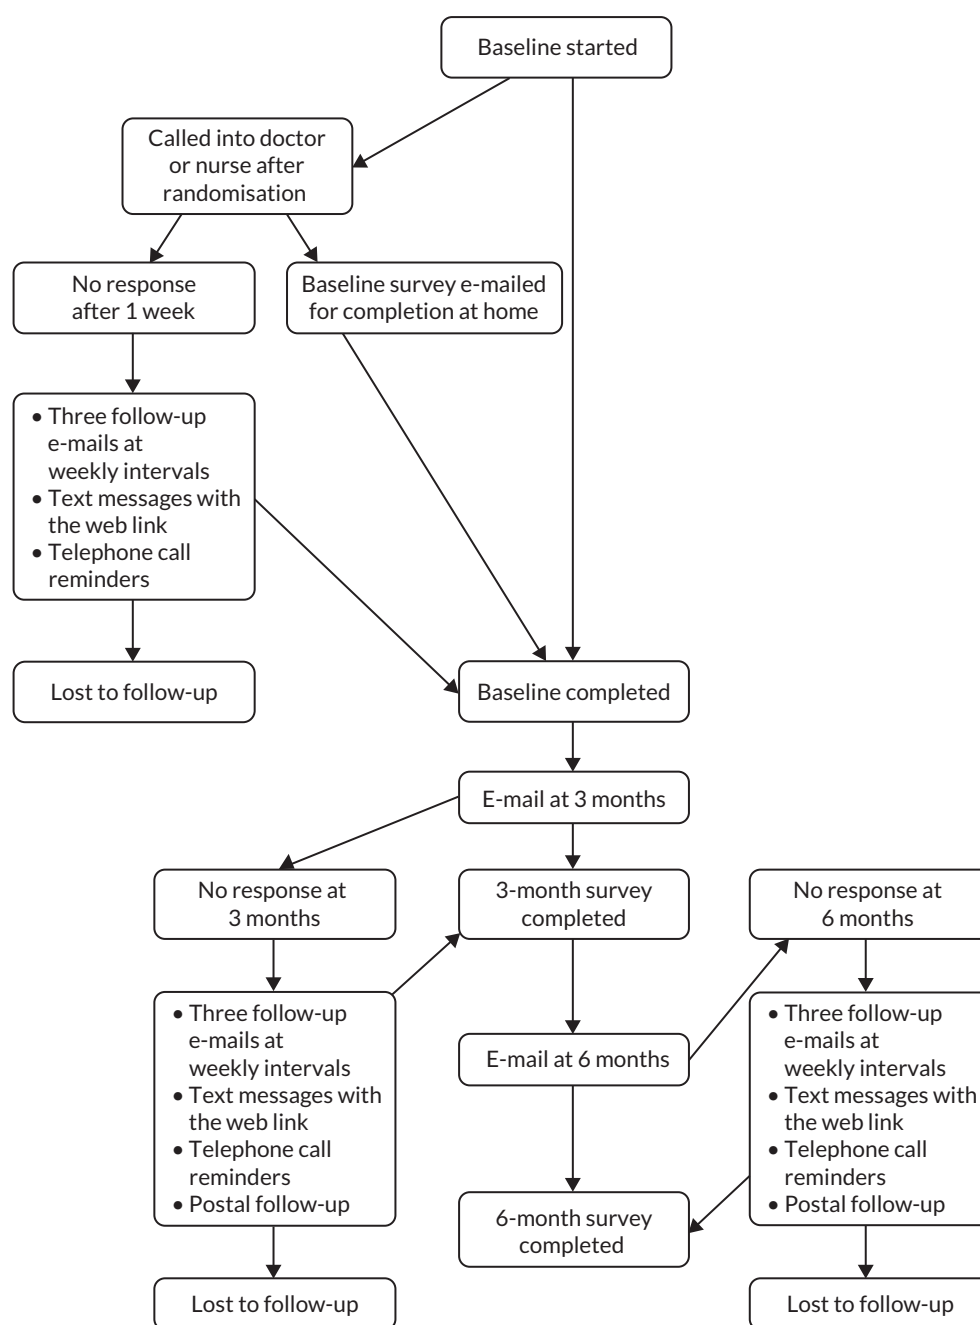 Baseline started
Called into doctor
or nurse after
randomisation
No response
after 1 week
Baseline survey e-mailed
for completion at home
• Three follow-up
e-mails at
weekly intervals
• Text messages with
the web link
• Telephone call
reminders
Lost to follow-up
Baseline completed
E-mail at 3 months
No response at
3 months
3-month survey
completed
No response at
6 months
• Three follow-up
e-mails at
weekly intervals
• Text messages with
the web link
• Telephone call
reminders
• Postal follow-up
E-mail at 6 months
• Three follow-up
e-mails at
weekly intervals
• Text messages with
the web link
• Telephone call
reminders
• Postal follow-up
6-month survey
completed
Lost to follow-up
Lost to follow-up